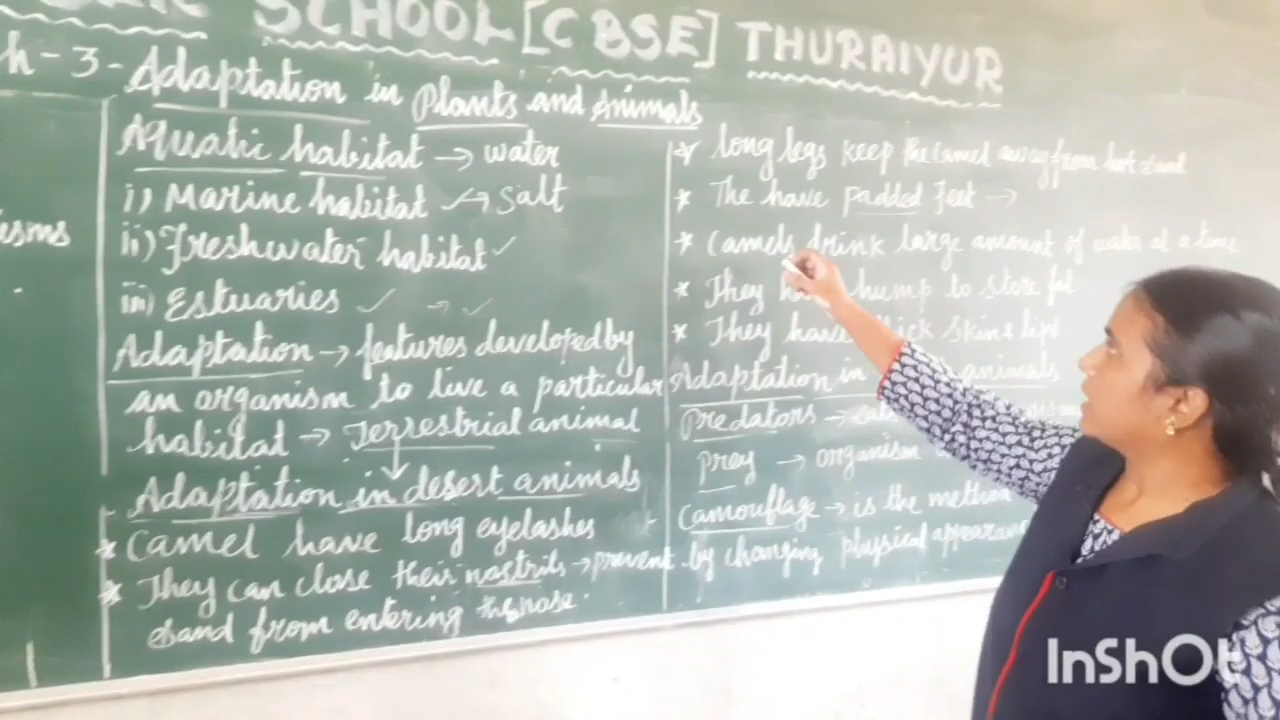 SCHOOL [CBSE] THURAIYUR
h-3-Adaptation in Plants and Animals
isms
Aquatic habitat → water
i) Marine habitat → Salt
ii) Freshwater habitat ✓
iii) Estuaries ✓ → ✓
Adaptation → features developed by
an organism to live a particular
habitat → Terrestrial animal
Adaptation in desert animals
* Camel have long eyelashes
* They can close their nostrils → prevent
sand from entering the nose.
* long legs keep the camel away from hot sand
* The have padded feet →
* Camels drink large amount of water at a time
* They hump to store fat
* They have skin & lips
Adaptation in animals
Predators →
Prey → organism
Camouflage → is the method
by changing physical
InShOt